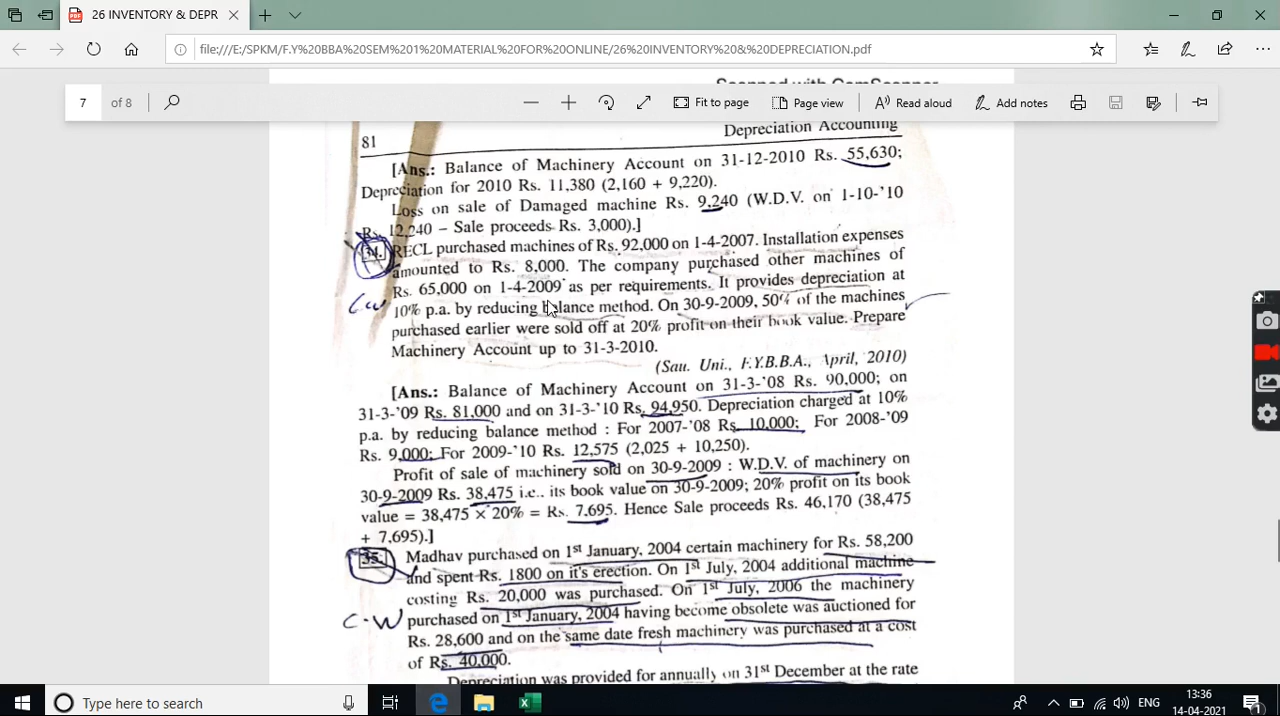 26 INVENTORY & DEPR
file:///E:/SPKM/F.Y%20BBA%20SEM%201%20MATERIAL%20FOR%20ONLINE/26%20INVENTORY%20&%20DEPRECIATION.pdf
7 of 8
Fit to page
Page view
Read aloud
Add notes
Scanned with CamScanner
81
Depreciation Accounting
[Ans.: Balance of Machinery Account on 31-12-2010 Rs. 55,630;
Depreciation for 2010 Rs. 11,380 (2,160 + 9,220).
Loss on sale of Damaged machine Rs. 9,240 (W.D.V. on 1-10-'10
Rs. 12,240 – Sale proceeds Rs. 3,000).]
34. RECL purchased machines of Rs. 92,000 on 1-4-2007. Installation expenses
amounted to Rs. 8,000. The company purchased other machines of
Rs. 65,000 on 1-4-2009 as per requirements. It provides depreciation at
C.W
10% p.a. by reducing balance method. On 30-9-2009, 50% of the machines
purchased earlier were sold off at 20% profit on their book value. Prepare
Machinery Account up to 31-3-2010.
(Sau. Uni., F.Y.B.B.A., April, 2010)
[Ans.: Balance of Machinery Account on 31-3-'08 Rs. 90,000; on
31-3-'09 Rs. 81,000 and on 31-3-'10 Rs. 94,950. Depreciation charged at 10%
p.a. by reducing balance method : For 2007-'08 Rs. 10,000; For 2008-'09
Rs. 9,000; For 2009-'10 Rs. 12,575 (2,025 + 10,250).
Profit of sale of machinery sold on 30-9-2009 : W.D.V. of machinery on
30-9-2009 Rs. 38,475 i.e.. its book value on 30-9-2009; 20% profit on its book
value = 38,475 × 20% = Rs. 7,695. Hence Sale proceeds Rs. 46,170 (38,475
+ 7,695).]
35. Madhav purchased on 1st January, 2004 certain machinery for Rs. 58,200
and spent Rs. 1800 on it's erection. On 1st July, 2004 additional machine
costing Rs. 20,000 was purchased. On 1st July, 2006 the machinery
C.W
purchased on 1st January, 2004 having become obsolete was auctioned for
Rs. 28,600 and on the same date fresh machinery was purchased at a cost
of Rs. 40,000.
Depreciation was provided for annually on 31st December at the rate
Type here to search
ENG
13:36
14-04-2021
1